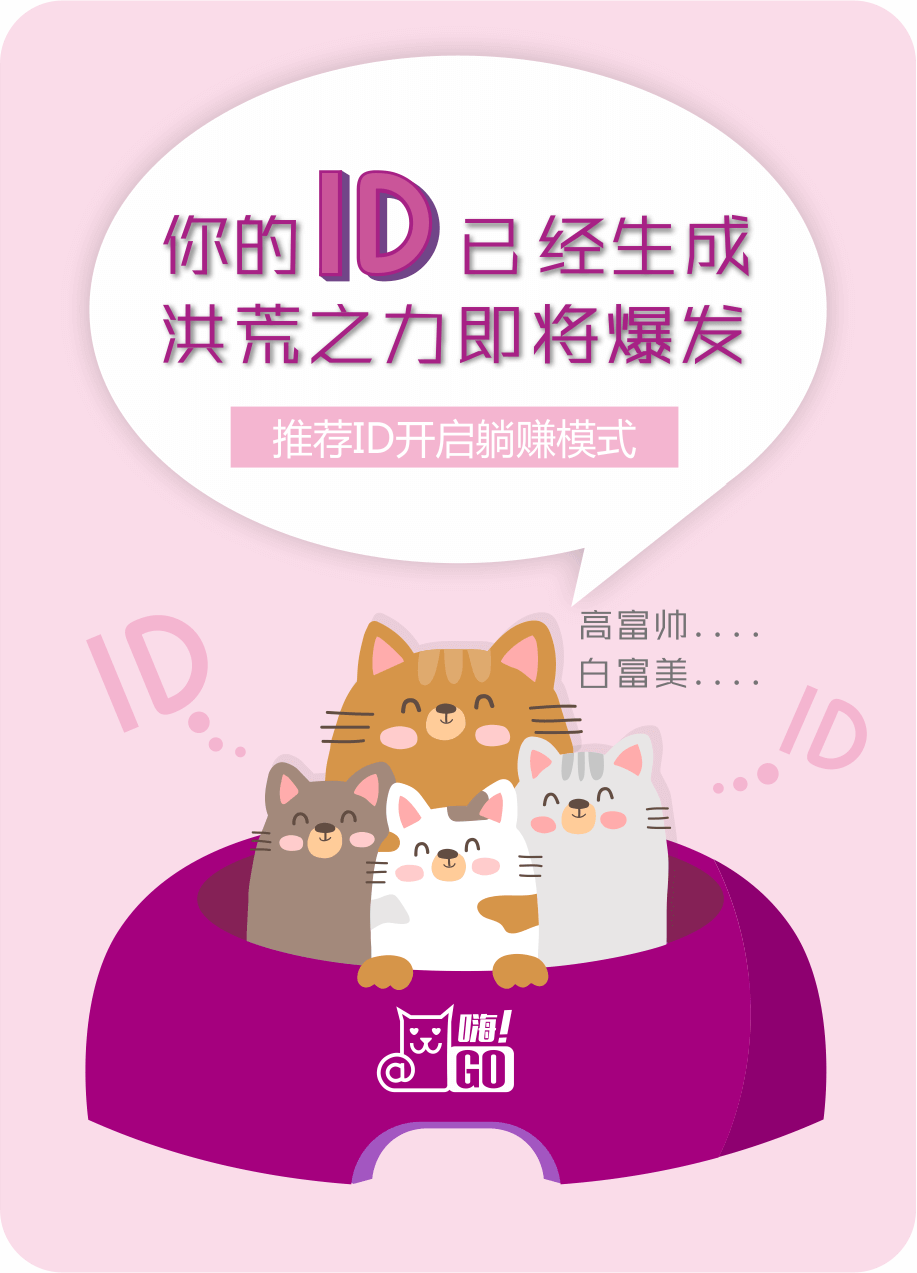 你的ID已经生成
洪荒之力即将爆发
推荐ID开启躺赚模式
高富帅....
白富美....
ID...
...ID
嗨!
@GO